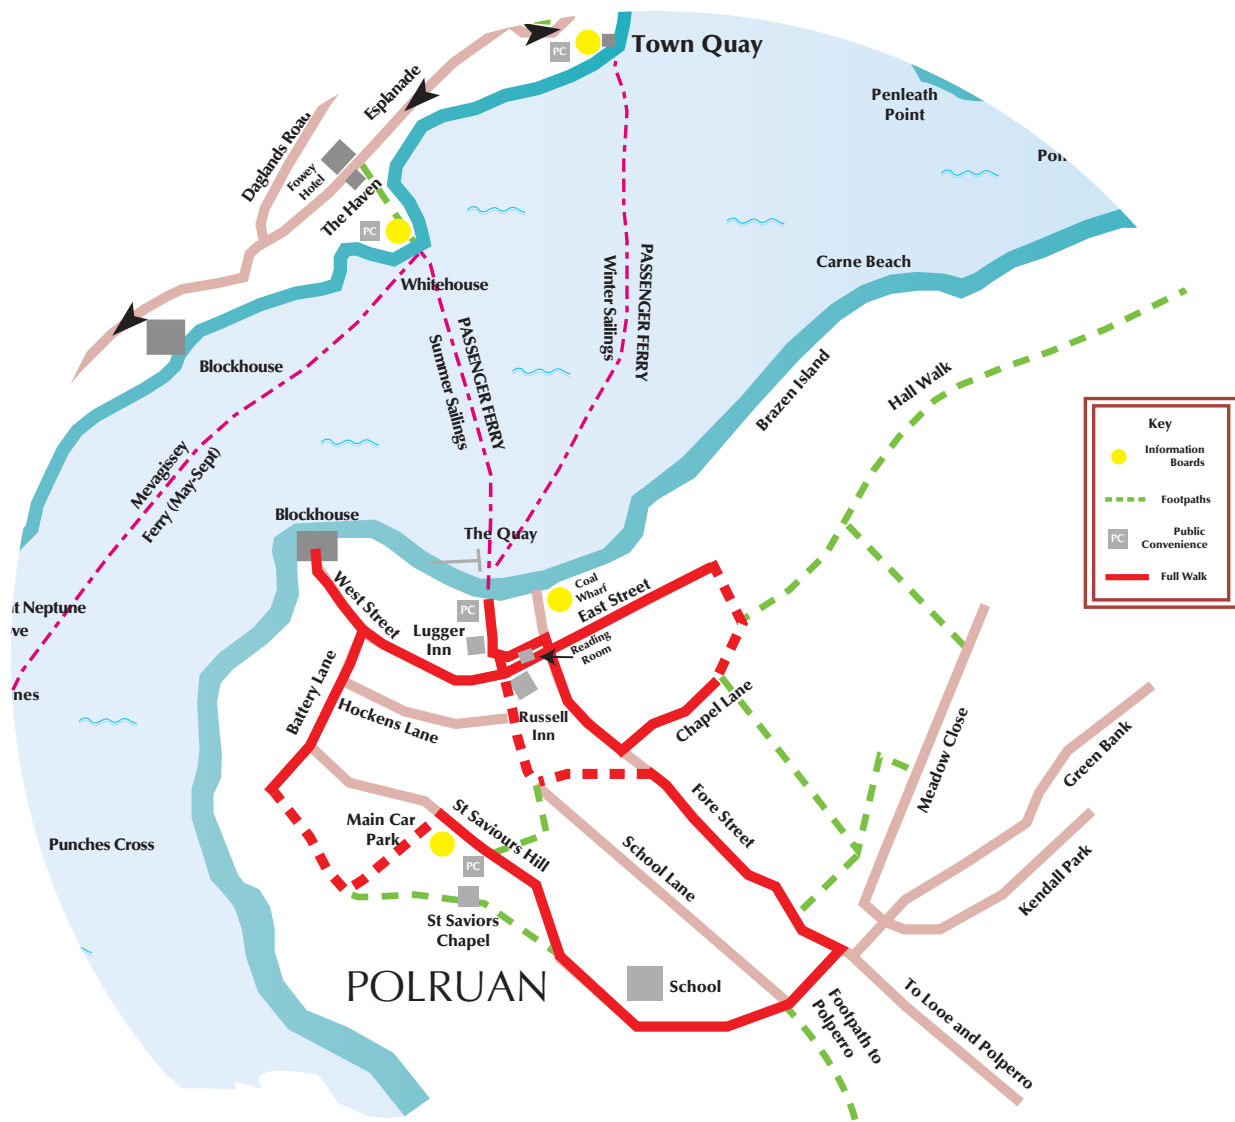 Town Quay
PC
Penleath
Point
Esplanade
Daglands Road
Fowey
Hotel
The Haven
PC
Whitehouse
Carne Beach
PASSENGER FERRY
Winter Sailings
PASSENGER FERRY
Summer Sailings
Blockhouse
Brazen Island
Hall Walk
Key
Information
Boards
Footpaths
PC
Public
Convenience
Full Walk
Mevagissey
Ferry (May-Sept)
Blockhouse
The Quay
Coal
Wharf
East Street
West Street
PC
Lugger
Inn
Reading
Room
t Neptune
ve
nes
Battery Lane
Hockens Lane
Russell
Inn
Chapel Lane
Meadow Close
Green Bank
Kendall Park
Fore Street
School Lane
St Saviours Hill
Main Car
Park
PC
Punches Cross
St Saviors
Chapel
POLRUAN
School
Footpath to
Polperro
To Looe and Polperro